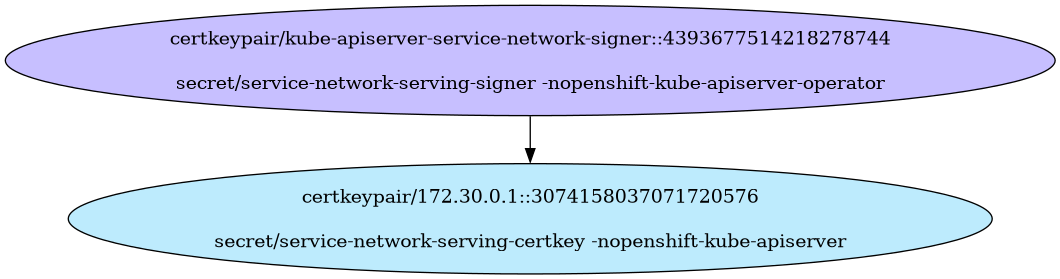 certkeypair/kube-apiserver-service-network-signer::4393677514218278744
secret/service-network-serving-signer -nopenshift-kube-apiserver-operator
certkeypair/172.30.0.1::3074158037071720576
secret/service-network-serving-certkey -nopenshift-kube-apiserver